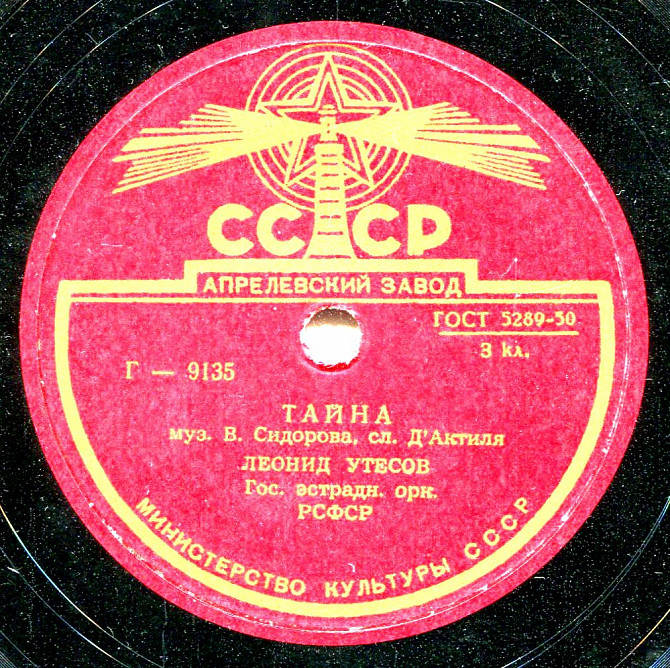 СССР
АПРЕЛЕВСКИЙ ЗАВОД
ГОСТ 5289-50
3 кл.
Г — 9135
ТАЙНА
муз. В. Сидорова, сл. Д'Актиля
ЛЕОНИД УТЕСОВ
Гос. эстрадн. орк.
РСФСР
МИНИСТЕРСТВО КУЛЬТУРЫ СССР